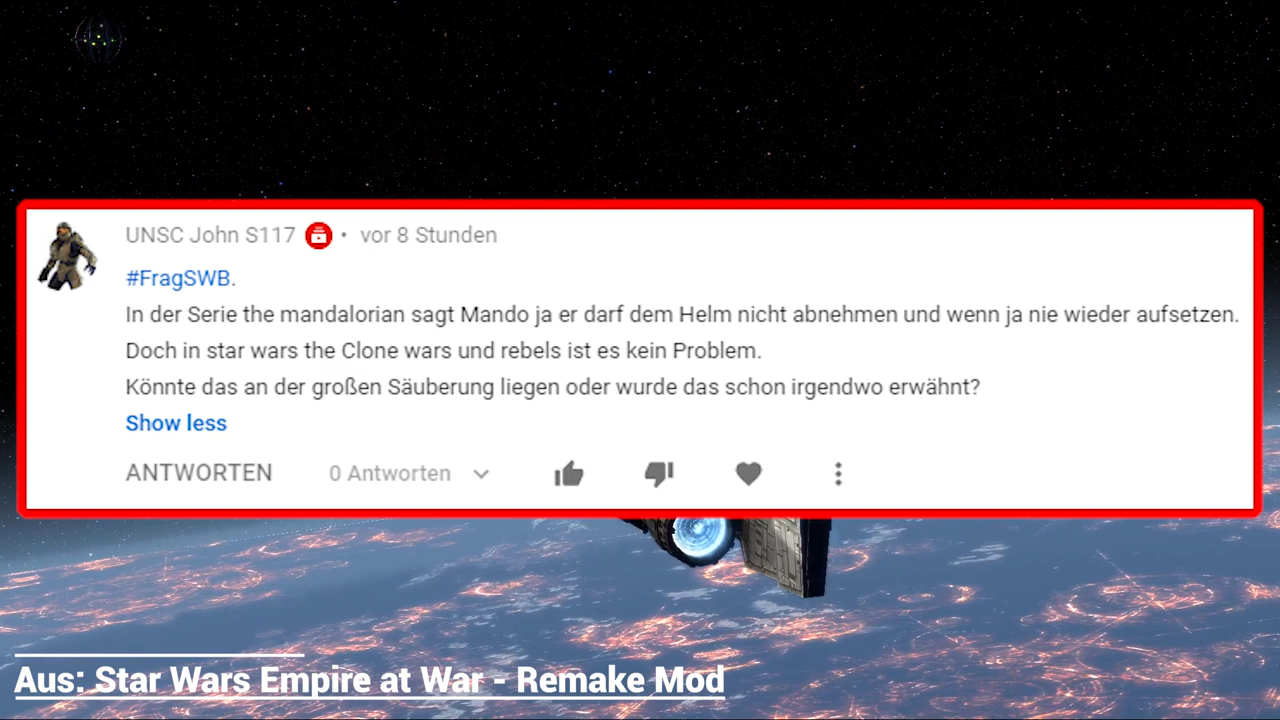 UNSC John S117 • vor 8 Stunden
#FragSWB.
In der Serie the mandalorian sagt Mando ja er darf dem Helm nicht abnehmen und wenn ja nie wieder aufsetzen.
Doch in star wars the Clone wars und rebels ist es kein Problem.
Könnte das an der großen Säuberung liegen oder wurde das schon irgendwo erwähnt?
Show less
ANTWORTEN 0 Antworten
Aus: Star Wars Empire at War - Remake Mod